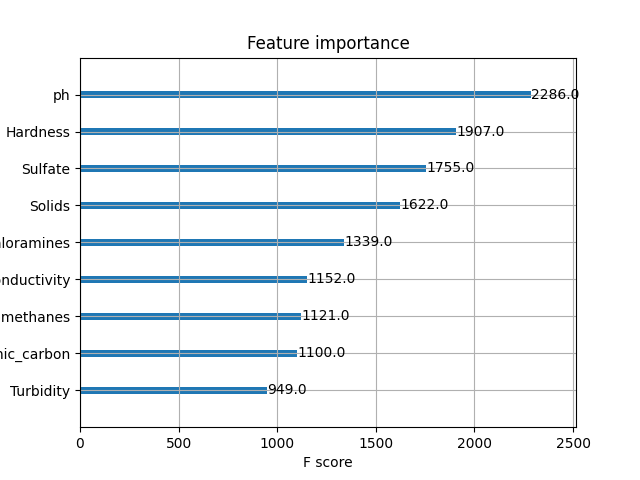 Feature importance
ph 2286.0
Hardness 1907.0
Sulfate 1755.0
Solids 1622.0
loramines 1339.0
onductivity 1152.0
methanes 1121.0
nic_carbon 1100.0
Turbidity 949.0
0 500 1000 1500 2000 2500
F score